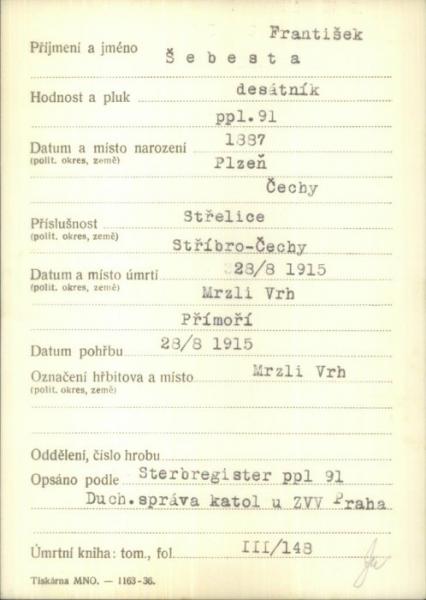 František
Příjmení a jméno Šebesta
Hodnost a pluk desátník
ppl.91
Datum a místo narození 1887
(polit. okres, země) Plzeň
Čechy
Příslušnost Střelice
(polit. okres, země) Stříbro-Čechy
Datum a místo úmrtí 28/8 1915
(polit. okres, země) Mrzli Vrh
Přímoří
Datum pohřbu 28/8 1915
Označení hřbitova a místo Mrzli Vrh
(polit. okres, země)
Oddělení, číslo hrobu
Opsáno podle Sterbregister ppl 91
Duch.správa katol u ZVV Praha
Úmrtní kniha: tom., fol. III/148
Tiskárna MNO. — 1163-36.